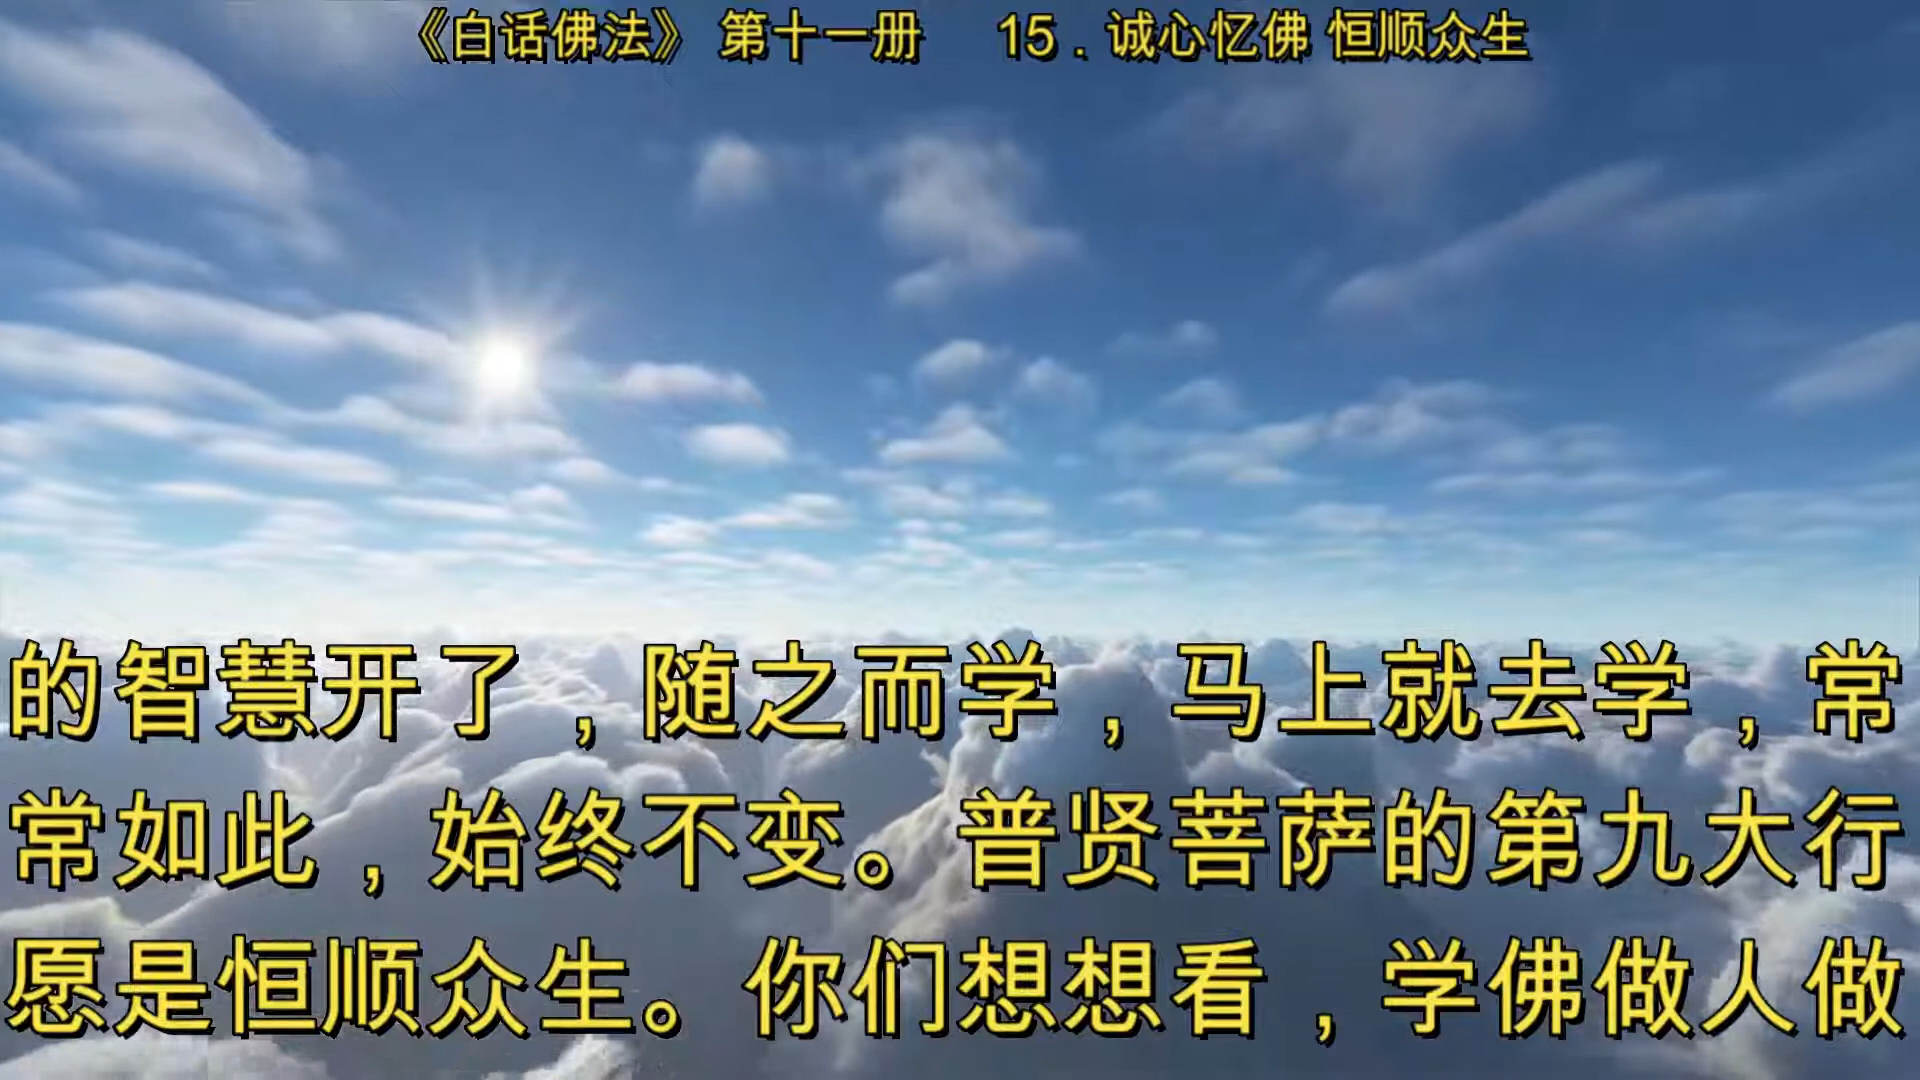 《白话佛法》 第十一册 15．诚心忆佛 恒顺众生
的智慧开了，随之而学，马上就去学，常
常如此，始终不变。普贤菩萨的第九大行
愿是恒顺众生。你们想想看，学佛做人做